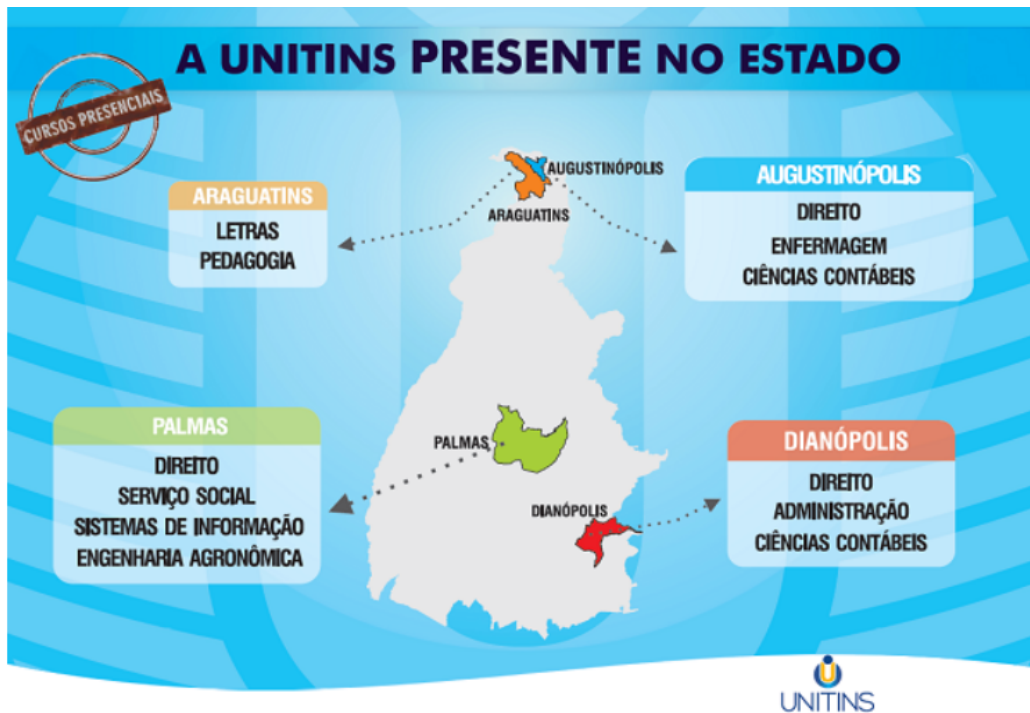 A UNITINS PRESENTE NO ESTADO
CURSOS PRESENCIAIS
ARAGUATINS
LETRAS
PEDAGOGIA
AUGUSTINÓPOLIS
ARAGUATINS
AUGUSTINÓPOLIS
DIREITO
ENFERMAGEM
CIÊNCIAS CONTÁBEIS
PALMAS
DIREITO
SERVIÇO SOCIAL
SISTEMAS DE INFORMAÇÃO
ENGENHARIA AGRONÔMICA
PALMAS
DIANÓPOLIS
DIANÓPOLIS
DIREITO
ADMINISTRAÇÃO
CIÊNCIAS CONTÁBEIS
UNITINS